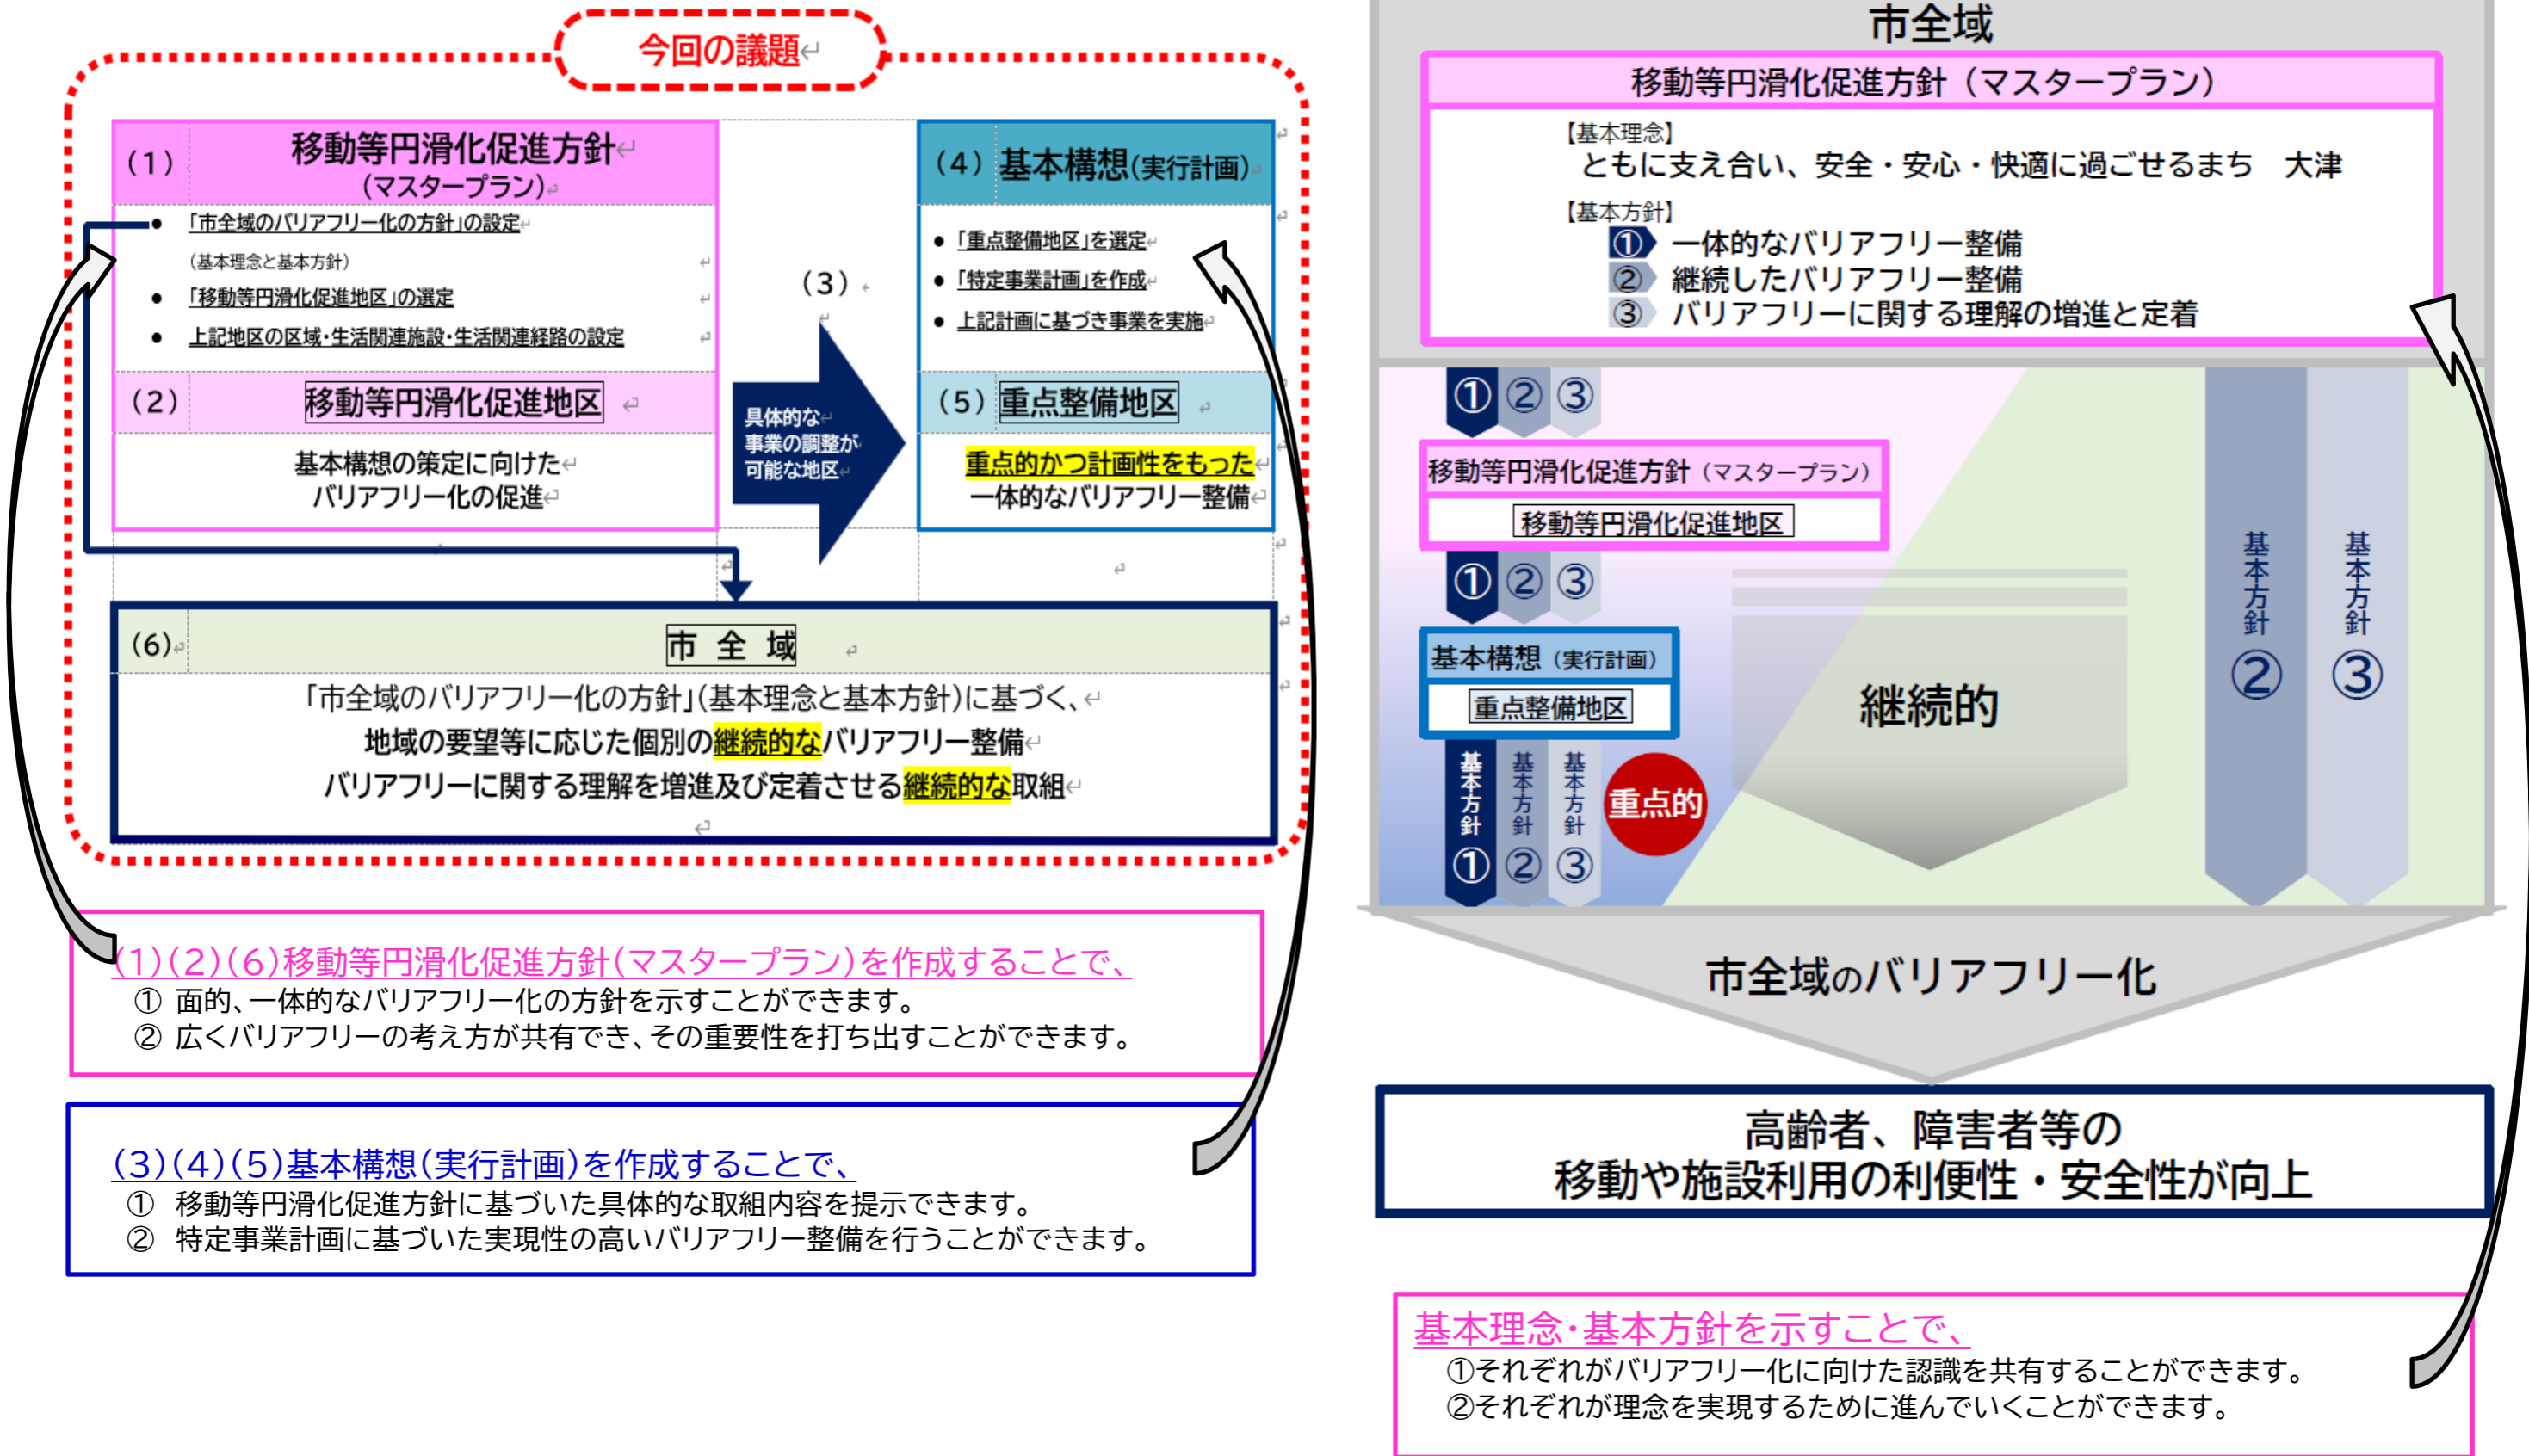 今回の議題
(1) 移動等円滑化促進方針
(マスタープラン)
● 「市全域のバリアフリー化の方針」の設定
(基本理念と基本方針)
● 「移動等円滑化促進地区」の選定
● 上記地区の区域・生活関連施設・生活関連経路の設定
(2) 移動等円滑化促進地区
基本構想の策定に向けた
バリアフリー化の促進
(3)
具体的な
事業の調整が
可能な地区
(4) 基本構想(実行計画)
● 「重点整備地区」を選定
● 「特定事業計画」を作成
● 上記計画に基づき事業を実施
(5) 重点整備地区
重点的かつ計画性をもった
一体的なバリアフリー整備
(6) 市 全 域
「市全域のバリアフリー化の方針」(基本理念と基本方針)に基づく、
地域の要望等に応じた個別の継続的なバリアフリー整備
バリアフリーに関する理解を増進及び定着させる継続的な取組
(1)(2)(6)移動等円滑化促進方針(マスタープラン)を作成することで、
① 面的、一体的なバリアフリー化の方針を示すことができます。
② 広くバリアフリーの考え方が共有でき、その重要性を打ち出すことができます。
(3)(4)(5)基本構想(実行計画)を作成することで、
① 移動等円滑化促進方針に基づいた具体的な取組内容を提示できます。
② 特定事業計画に基づいた実現性の高いバリアフリー整備を行うことができます。
市全域
移動等円滑化促進方針（マスタープラン）
【基本理念】
ともに支え合い、安全・安心・快適に過ごせるまち　大津
【基本方針】
① 一体的なバリアフリー整備
② 継続したバリアフリー整備
③ バリアフリーに関する理解の増進と定着
① ② ③
移動等円滑化促進方針（マスタープラン）
移動等円滑化促進地区
① ② ③
基本構想（実行計画）
重点整備地区
基本方針①
基本方針②
基本方針③
重点的
継続的
基本方針②
基本方針③
市全域のバリアフリー化
高齢者、障害者等の
移動や施設利用の利便性・安全性が向上
基本理念・基本方針を示すことで、
①それぞれがバリアフリー化に向けた認識を共有することができます。
②それぞれが理念を実現するために進んでいくことができます。